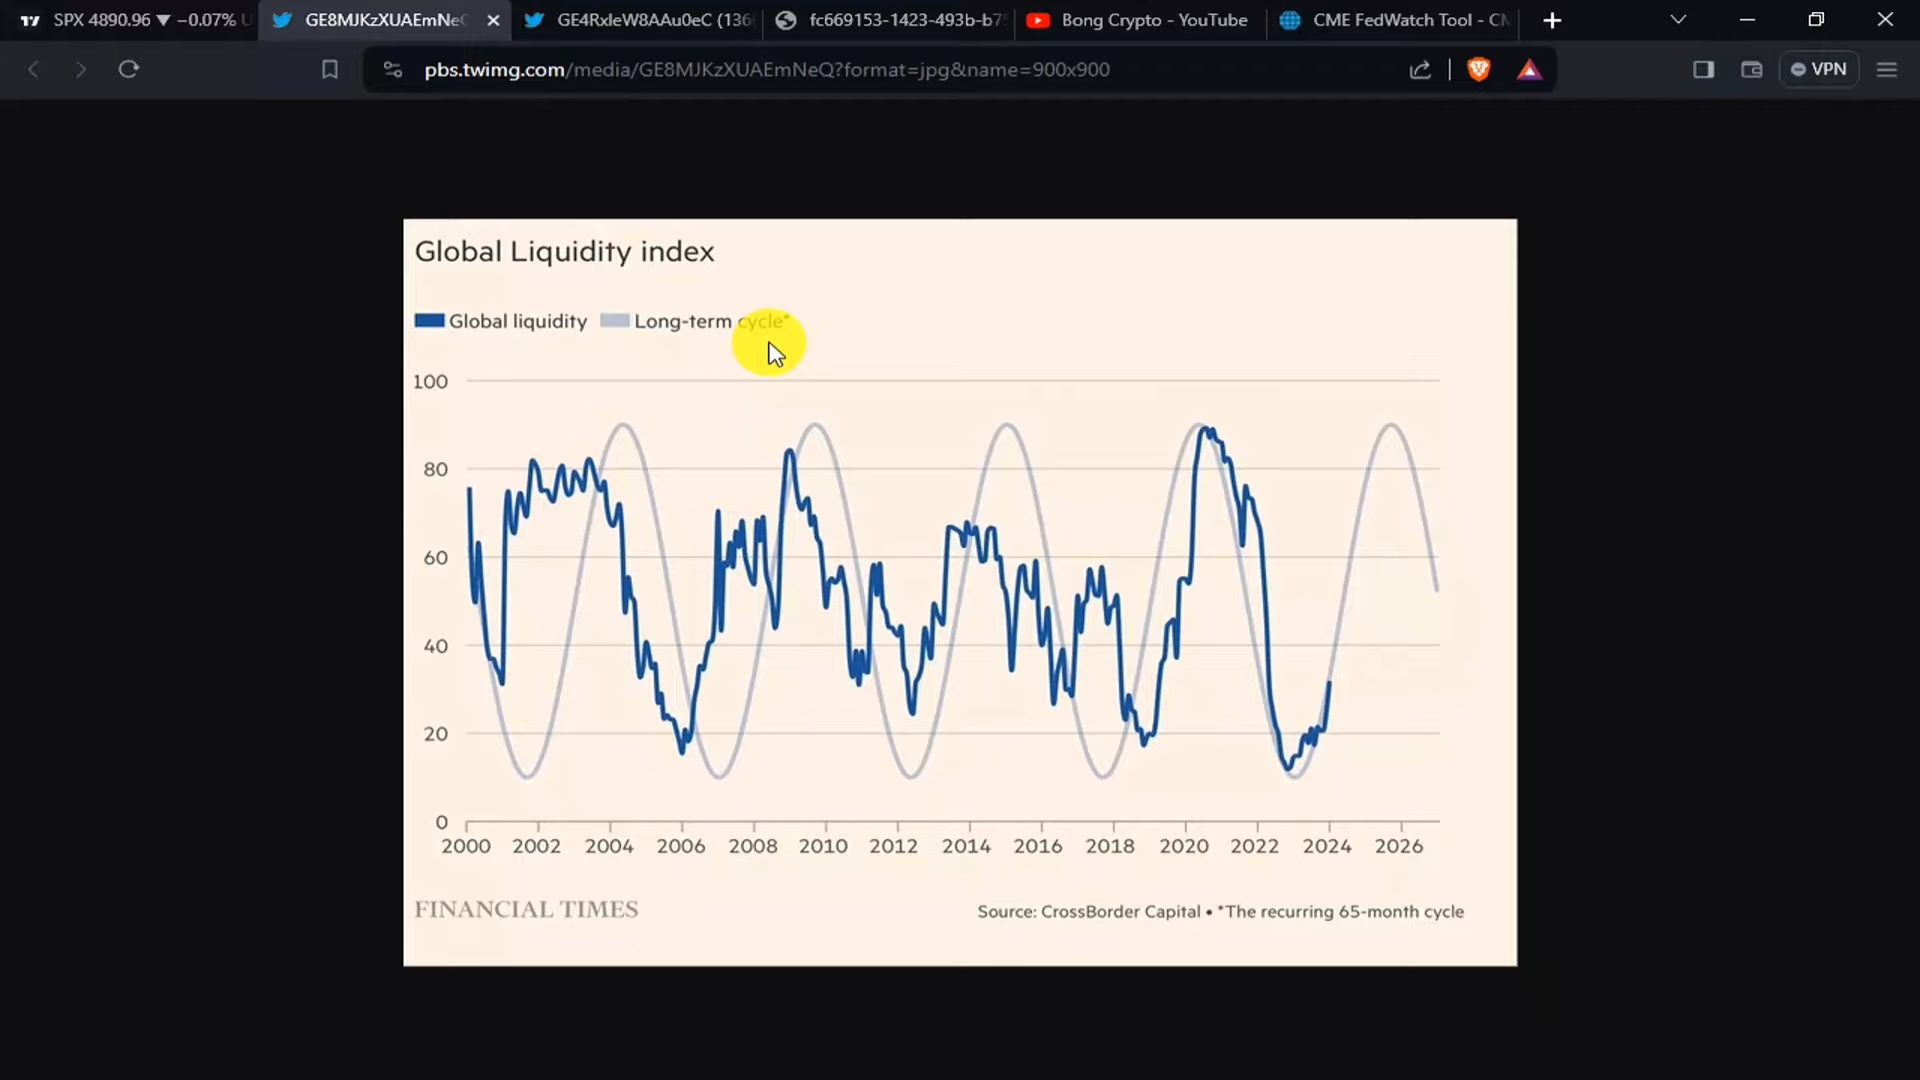 SPX 4890.96 ▼ −0.07% U
GE8MJKzXUAEmNeQ
GE4RxleW8AAu0eC (136
fc669153-1423-493b-b75
Bong Crypto - YouTube
CME FedWatch Tool - CM
pbs.twimg.com/media/GE8MJKzXUAEmNeQ?format=jpg&name=900x900
VPN
Global Liquidity index
Global liquidity
Long-term cycle*
100
80
60
40
20
0
2000 2002 2004 2006 2008 2010 2012 2014 2016 2018 2020 2022 2024 2026
FINANCIAL TIMES
Source: CrossBorder Capital • *The recurring 65-month cycle